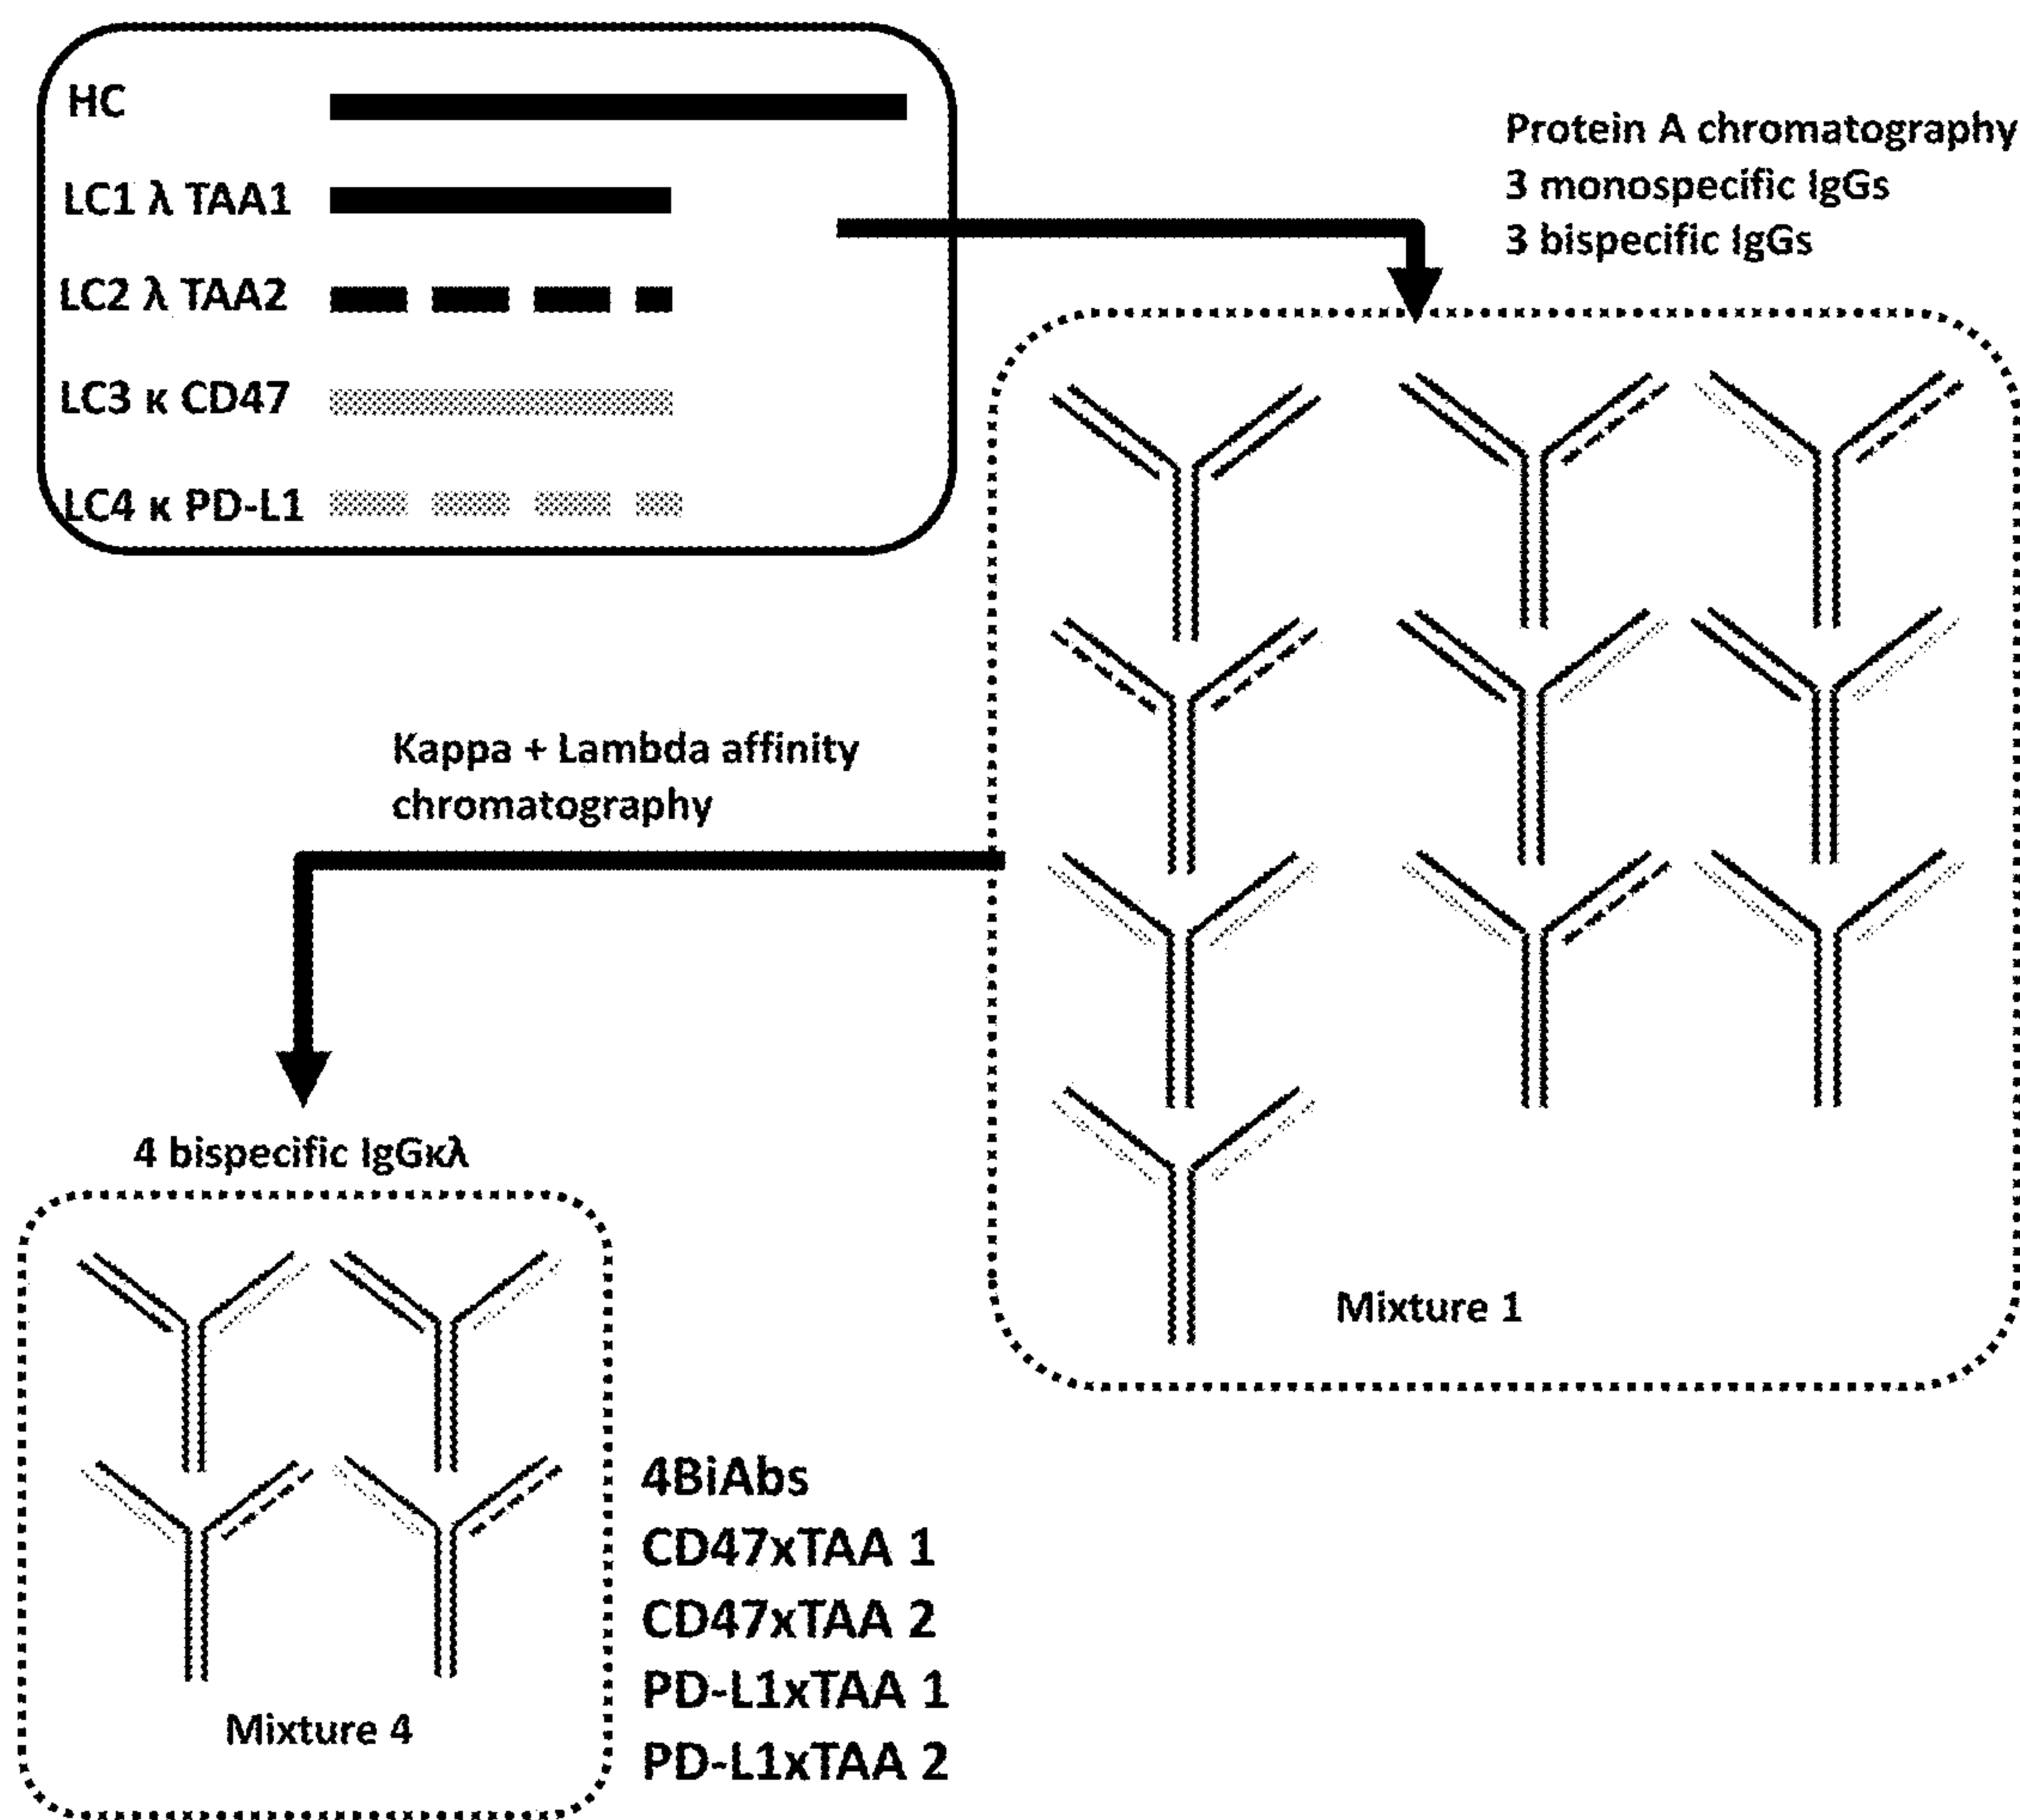 HC
LC1 λ TAA1
LC2 λ TAA2
LC3 κ CD47
LC4 κ PD-L1
Protein A chromatography
3 monospecific IgGs
3 bispecific IgGs
Kappa + Lambda affinity
chromatography
Mixture 1
4 bispecific IgGκλ
Mixture 4
4BiAbs
CD47xTAA 1
CD47xTAA 2
PD-L1xTAA 1
PD-L1xTAA 2